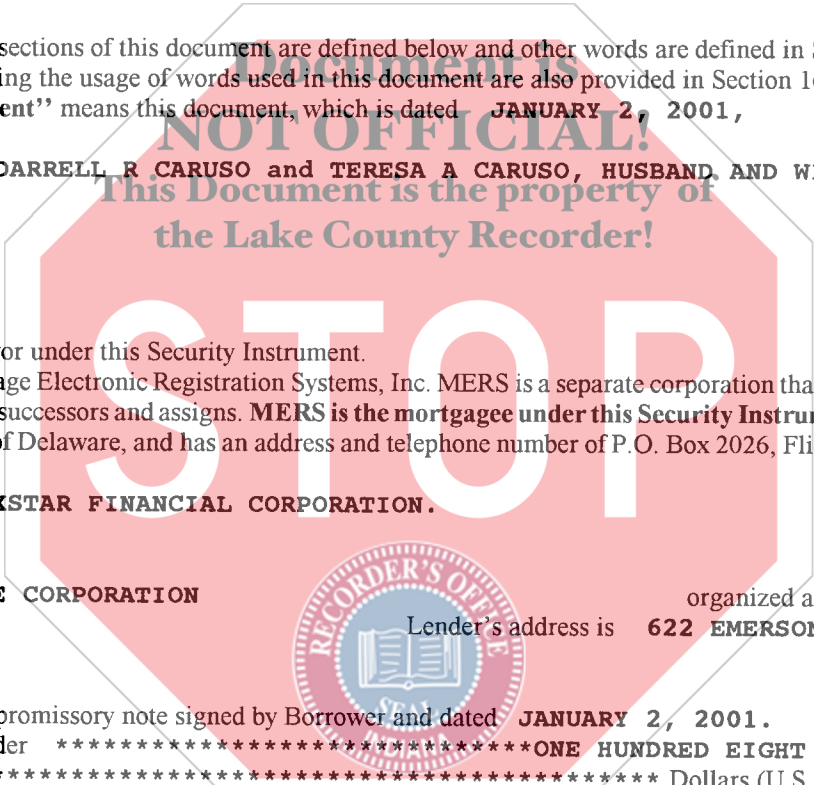 sections of this document are defined below and other words are defined in S
Document is
ing the usage of words used in this document are also provided in Section 16
ent” means this document, which is dated JANUARY 2, 2001,
NOT OFFICIAL!
DARRELL R CARUSO and TERESA A CARUSO, HUSBAND AND WI
This Document is the property of
the Lake County Recorder!
STOP
or under this Security Instrument.
age Electronic Registration Systems, Inc. MERS is a separate corporation tha
successors and assigns. MERS is the mortgagee under this Security Instrum
of Delaware, and has an address and telephone number of P.O. Box 2026, Fli
KSTAR FINANCIAL CORPORATION.
RECORDER'S OFFICE
E CORPORATION organized a
Lender's address is 622 EMERSON
SEAL
INDIANA
promissory note signed by Borrower and dated JANUARY 2, 2001.
der ******************************ONE HUNDRED EIGHT
****************************************** Dollars (U.S.